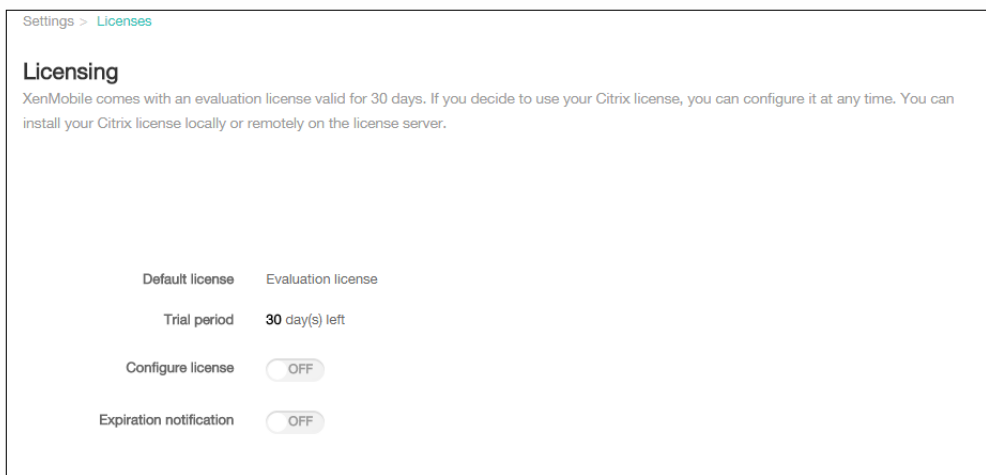 Settings > Licenses
Licensing
XenMobile comes with an evaluation license valid for 30 days. If you decide to use your Citrix license, you can configure it at any time. You can
install your Citrix license locally or remotely on the license server.
Default license Evaluation license
Trial period 30 day(s) left
Configure license OFF
Expiration notification OFF